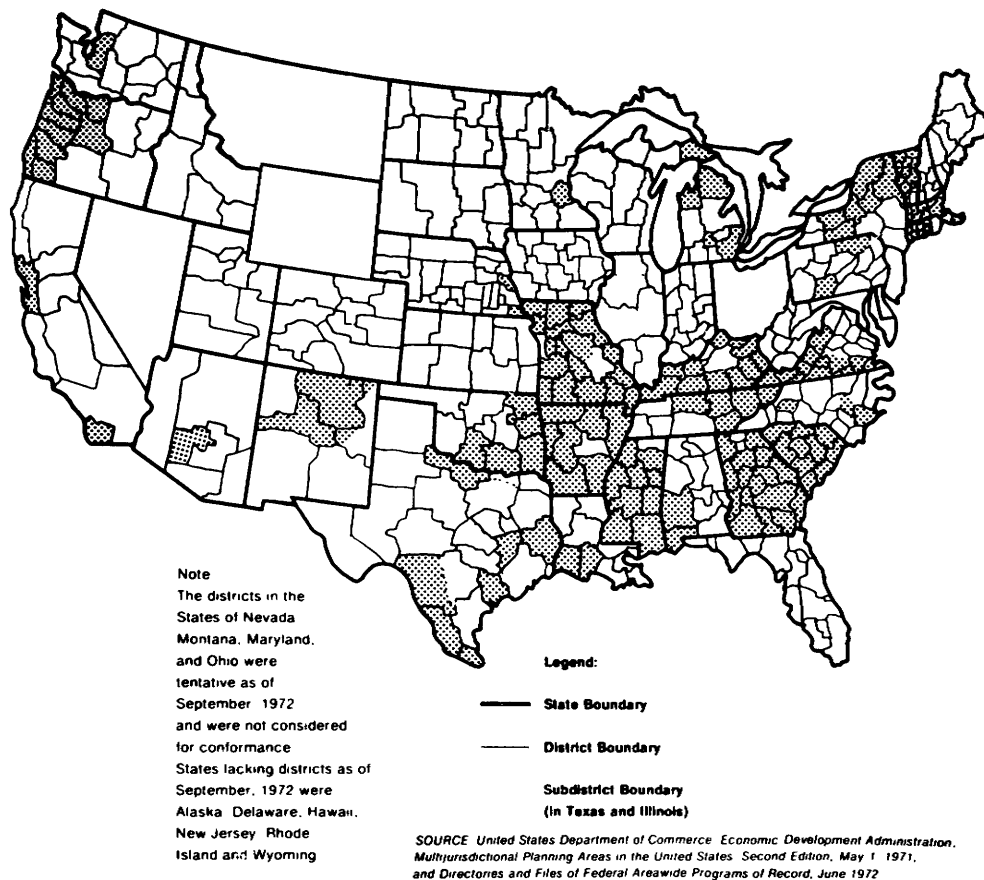 Note
The districts in the
States of Nevada
Montana, Maryland,
and Ohio were
tentative as of
September 1972
and were not considered
for conformance
States lacking districts as of
September, 1972 were
Alaska Delaware, Hawaii,
New Jersey Rhode
Island and Wyoming
Legend:
State Boundary
District Boundary
Subdistrict Boundary
(in Texas and Illinois)
SOURCE United States Department of Commerce Economic Development Administration,
Multijurisdictional Planning Areas in the United States Second Edition, May 1 1971,
and Directories and Files of Federal Areawide Programs of Record, June 1972